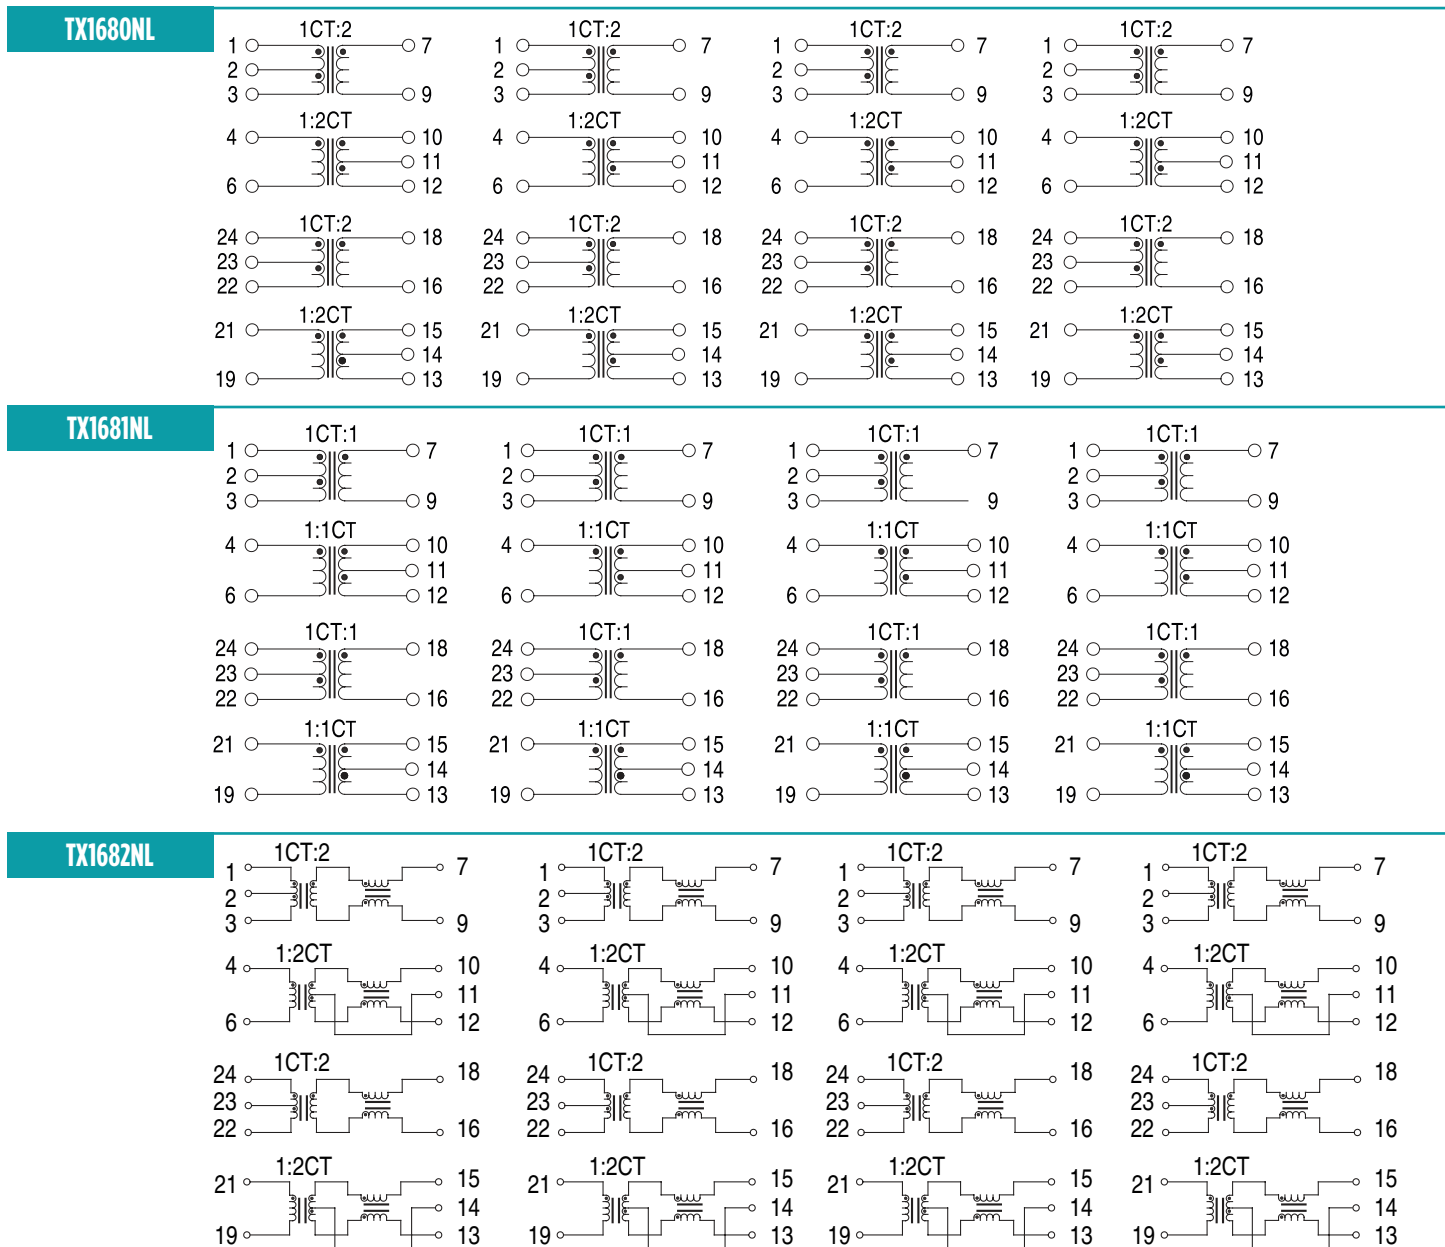 TX1680NL
1CT:2 1CT:2 1CT:2 1CT:2
1 7 1 7 1 7 1 7
2 2 2 2
3 9 3 9 3 9 3 9
1:2CT 1:2CT 1:2CT 1:2CT
4 10 4 10 4 10 4 10
11 11 11 11
6 12 6 12 6 12 6 12
1CT:2 1CT:2 1CT:2 1CT:2
24 18 24 18 24 18 24 18
23 23 23 23
22 16 22 16 22 16 22 16
1:2CT 1:2CT 1:2CT 1:2CT
21 15 21 15 21 15 21 15
14 14 14 14
19 13 19 13 19 13 19 13
TX1681NL
1CT:1 1CT:1 1CT:1 1CT:1
1 7 1 7 1 7 1 7
2 2 2 2
3 9 3 9 3 9 3 9
1:1CT 1:1CT 1:1CT 1:1CT
4 10 4 10 4 10 4 10
11 11 11 11
6 12 6 12 6 12 6 12
1CT:1 1CT:1 1CT:1 1CT:1
24 18 24 18 24 18 24 18
23 23 23 23
22 16 22 16 22 16 22 16
1:1CT 1:1CT 1:1CT 1:1CT
21 15 21 15 21 15 21 15
14 14 14 14
19 13 19 13 19 13 19 13
TX1682NL
1CT:2 1CT:2 1CT:2 1CT:2
1 7 1 7 1 7 1 7
2 2 2 2
3 9 3 9 3 9 3 9
1:2CT 1:2CT 1:2CT 1:2CT
4 10 4 10 4 10 4 10
11 11 11 11
6 12 6 12 6 12 6 12
1CT:2 1CT:2 1CT:2 1CT:2
24 18 24 18 24 18 24 18
23 23 23 23
22 16 22 16 22 16 22 16
1:2CT 1:2CT 1:2CT 1:2CT
21 15 21 15 21 15 21 15
14 14 14 14
19 13 19 13 19 13 19 13